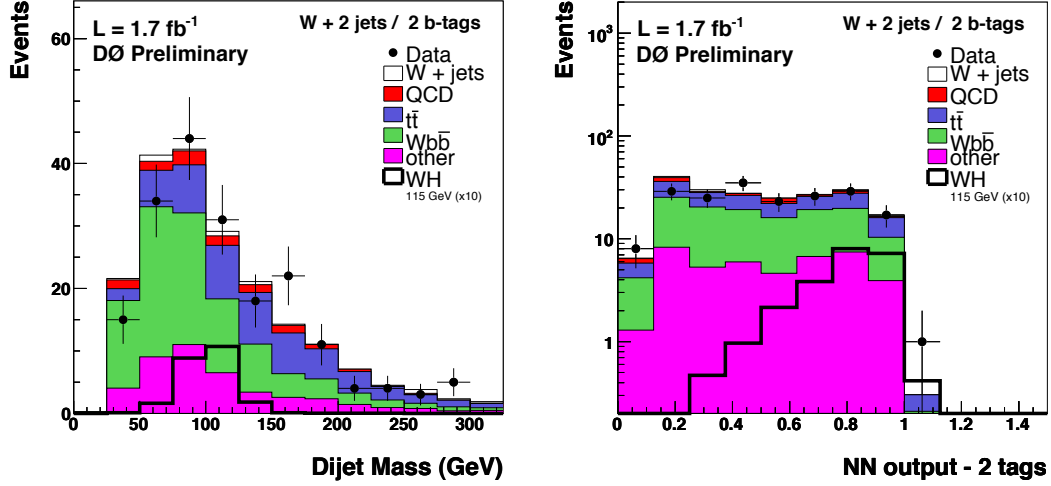 Events
60
40
20
0
L = 1.7 fb⁻¹
DØ Preliminary
W + 2 jets / 2 b-tags
Data
W + jets
QCD
tt̄
Wbb̄
other
WH
115 GeV (x10)
0 50 100 150 200 250 300
Dijet Mass (GeV)
Events
10³
10²
10
1
L = 1.7 fb⁻¹
DØ Preliminary
W + 2 jets / 2 b-tags
Data
W + jets
QCD
tt̄
Wbb̄
other
WH
115 GeV (x10)
0 0.2 0.4 0.6 0.8 1 1.2 1.4
NN output - 2 tags